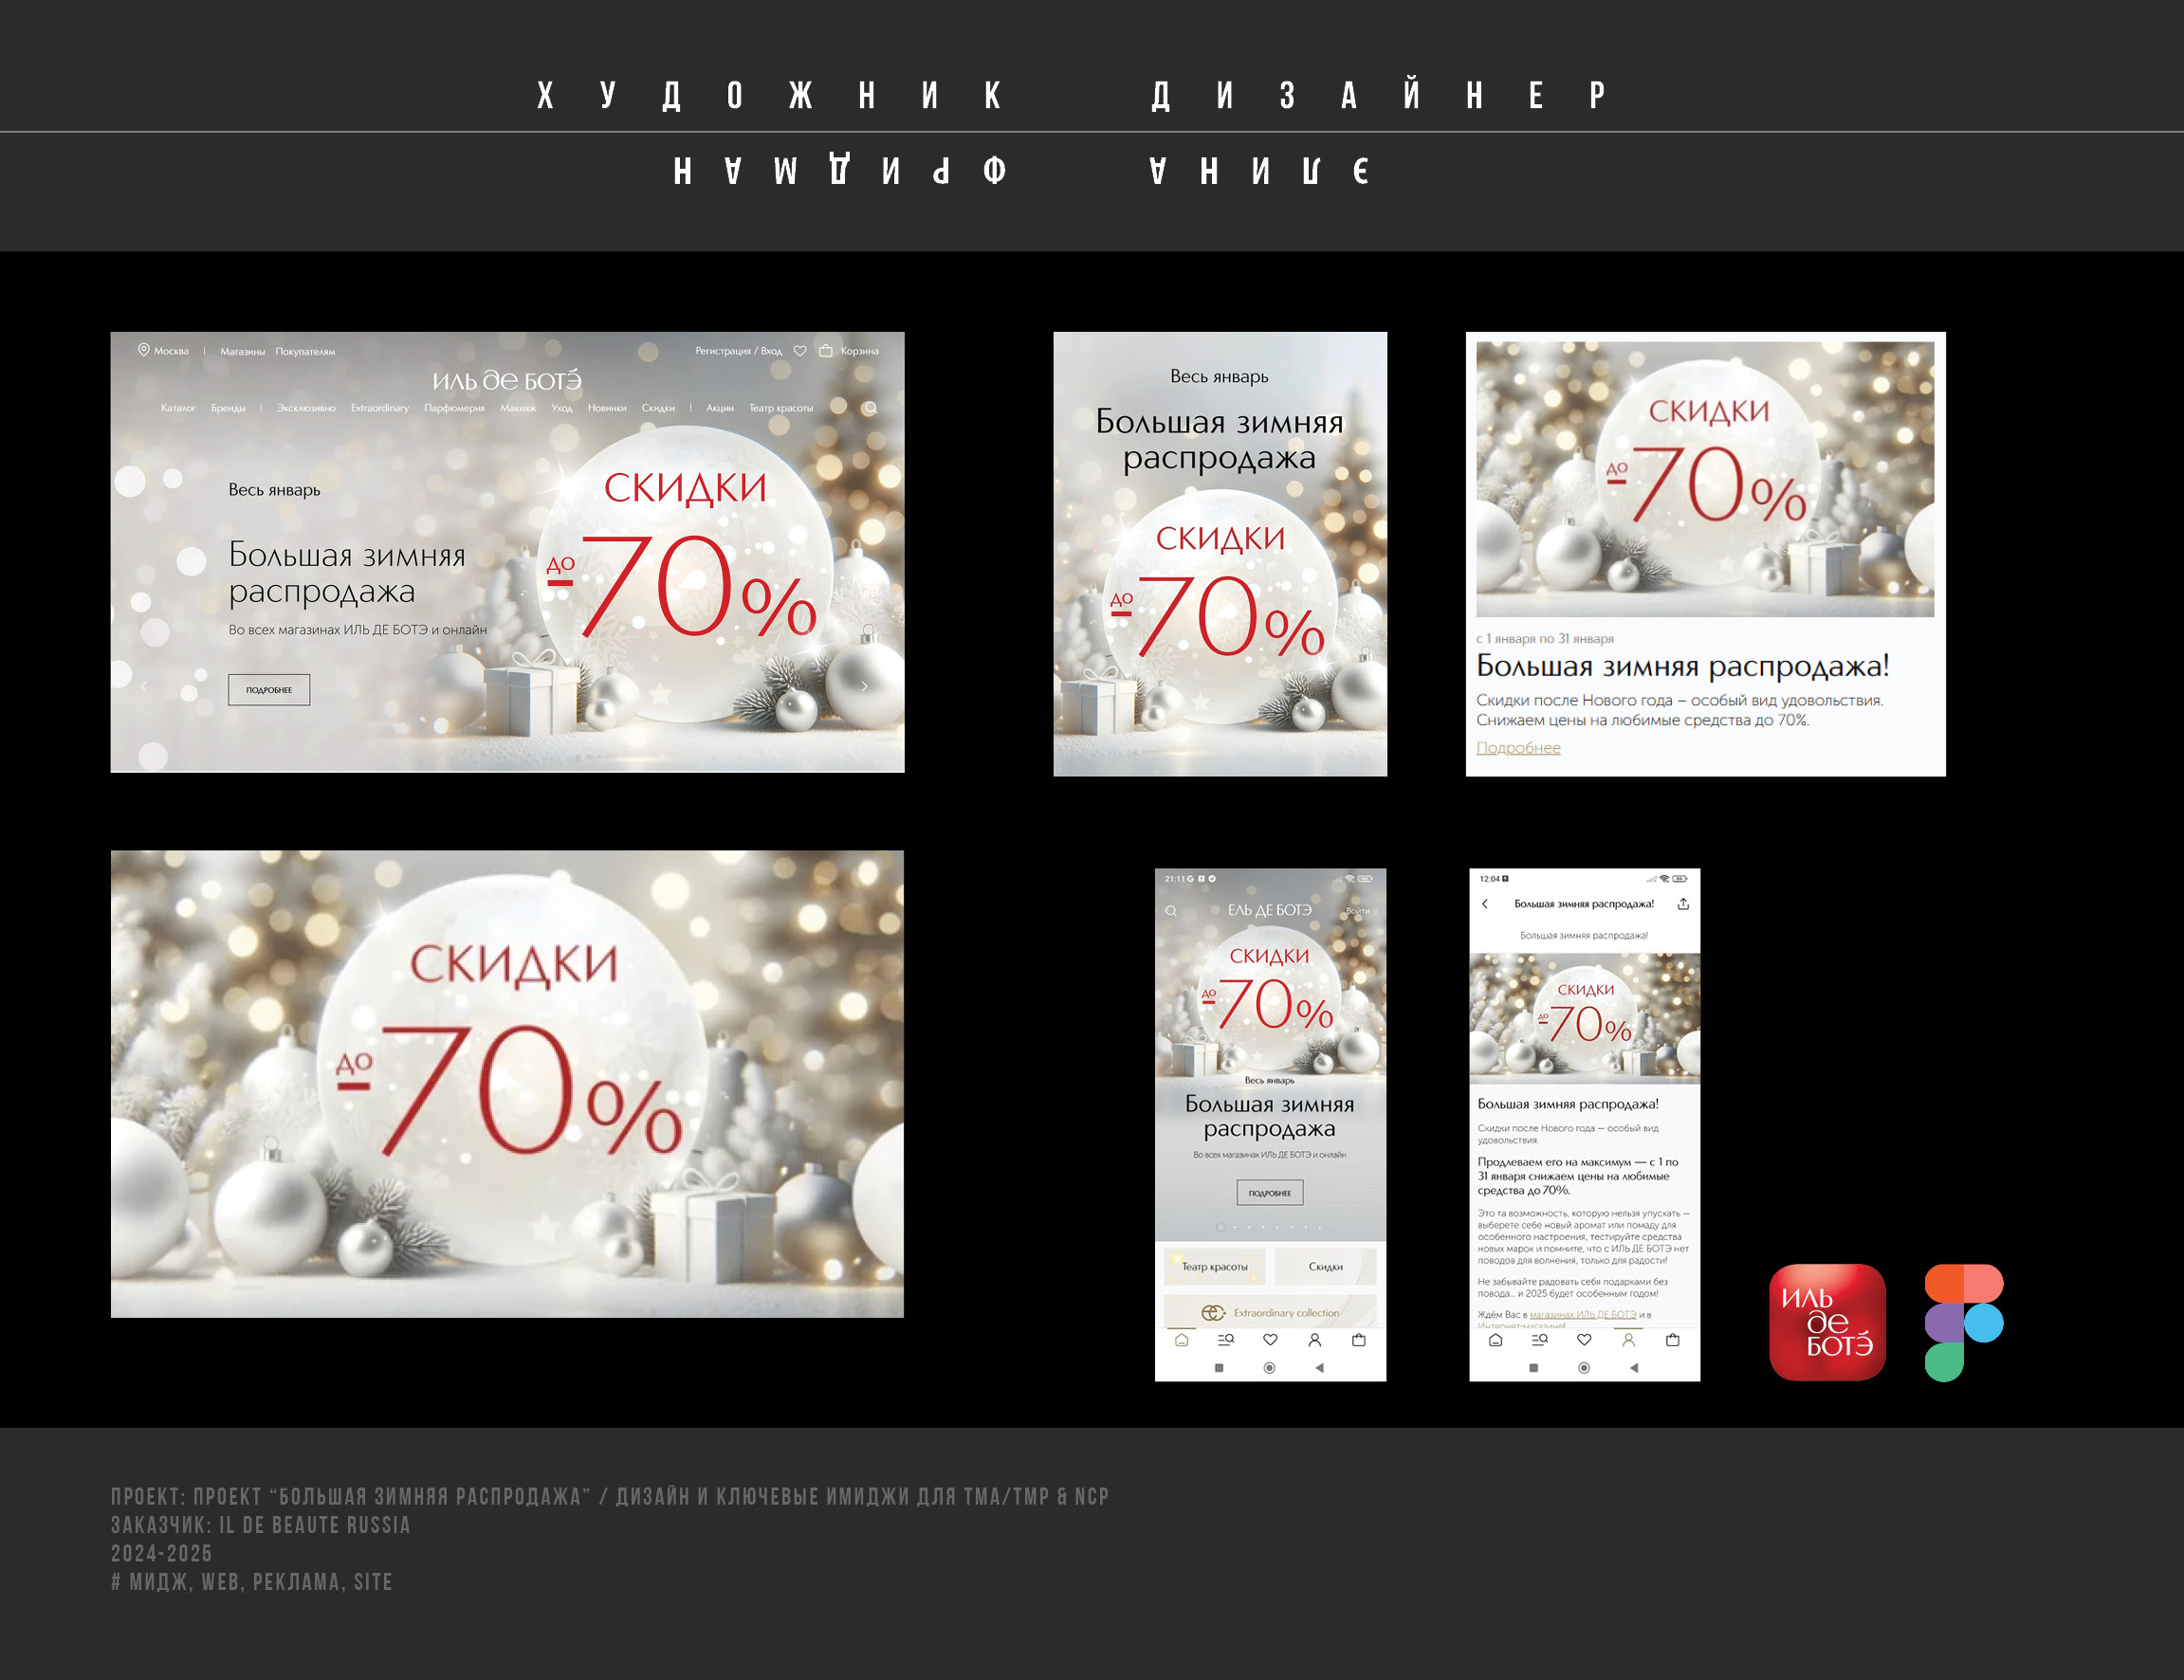 ХУДОЖНИК ДИЗАЙНЕР
ЭЛИНА ФРИДМАН
Москва | Магазины Покупателям Регистрация / Вход Корзина
ИЛЬ де БОТЭ
Каталог Бренды | Эксклюзивно Extraordinary Парфюмерия Макияж Уход Новинки Скидки | Акции Театр красоты
Весь январь
Большая зимняя
распродажа
Во всех магазинах ИЛЬ ДЕ БОТЭ и онлайн
ПОДРОБНЕЕ
СКИДКИ
ДО
-70%
Весь январь
Большая зимняя
распродажа
СКИДКИ
ДО
-70%
СКИДКИ
ДО
-70%
с 1 января по 31 января
Большая зимняя распродажа!
Скидки после Нового года – особый вид удовольствия.
Снижаем цены на любимые средства до 70%.
Подробнее
СКИДКИ
ДО
-70%
21:11
ЕЛЬ ДЕ БОТЭ Войти
СКИДКИ
ДО
-70%
Весь январь
Большая зимняя
распродажа
Во всех магазинах ИЛЬ ДЕ БОТЭ и онлайн
ПОДРОБНЕЕ
Театр красоты Скидки
Extraordinary collection
12:04
Большая зимняя распродажа!
Большая зимняя распродажа!
СКИДКИ
ДО
-70%
Большая зимняя распродажа!
Скидки после Нового года — особый вид
удовольствия.
Продлеваем его на максимум — с 1 по
31 января снижаем цены на любимые
средства до 70%.
Это та возможность, которую нельзя упускать —
выберете себе новый аромат или помаду для
особенного настроения, тестируйте средства
новых марок и помните, что с ИЛЬ ДЕ БОТЭ нет
поводов для волнения, только для радости!
Не забывайте радовать себя подарками без
повода... и 2025 будет особенным годом!
Ждём Вас в магазинах ИЛЬ ДЕ БОТЭ и в
Интернет-магазине!
ИЛЬ
де
БОТЭ
ПРОЕКТ: ПРОЕКТ “БОЛЬШАЯ ЗИМНЯЯ РАСПРОДАЖА” / ДИЗАЙН И КЛЮЧЕВЫЕ ИМИДЖИ ДЛЯ ТМА/ТМР & NCP
ЗАКАЗЧИК: IL DE BEAUTE RUSSIA
2024-2025
# МИДЖ, WEB, РЕКЛАМА, SITE